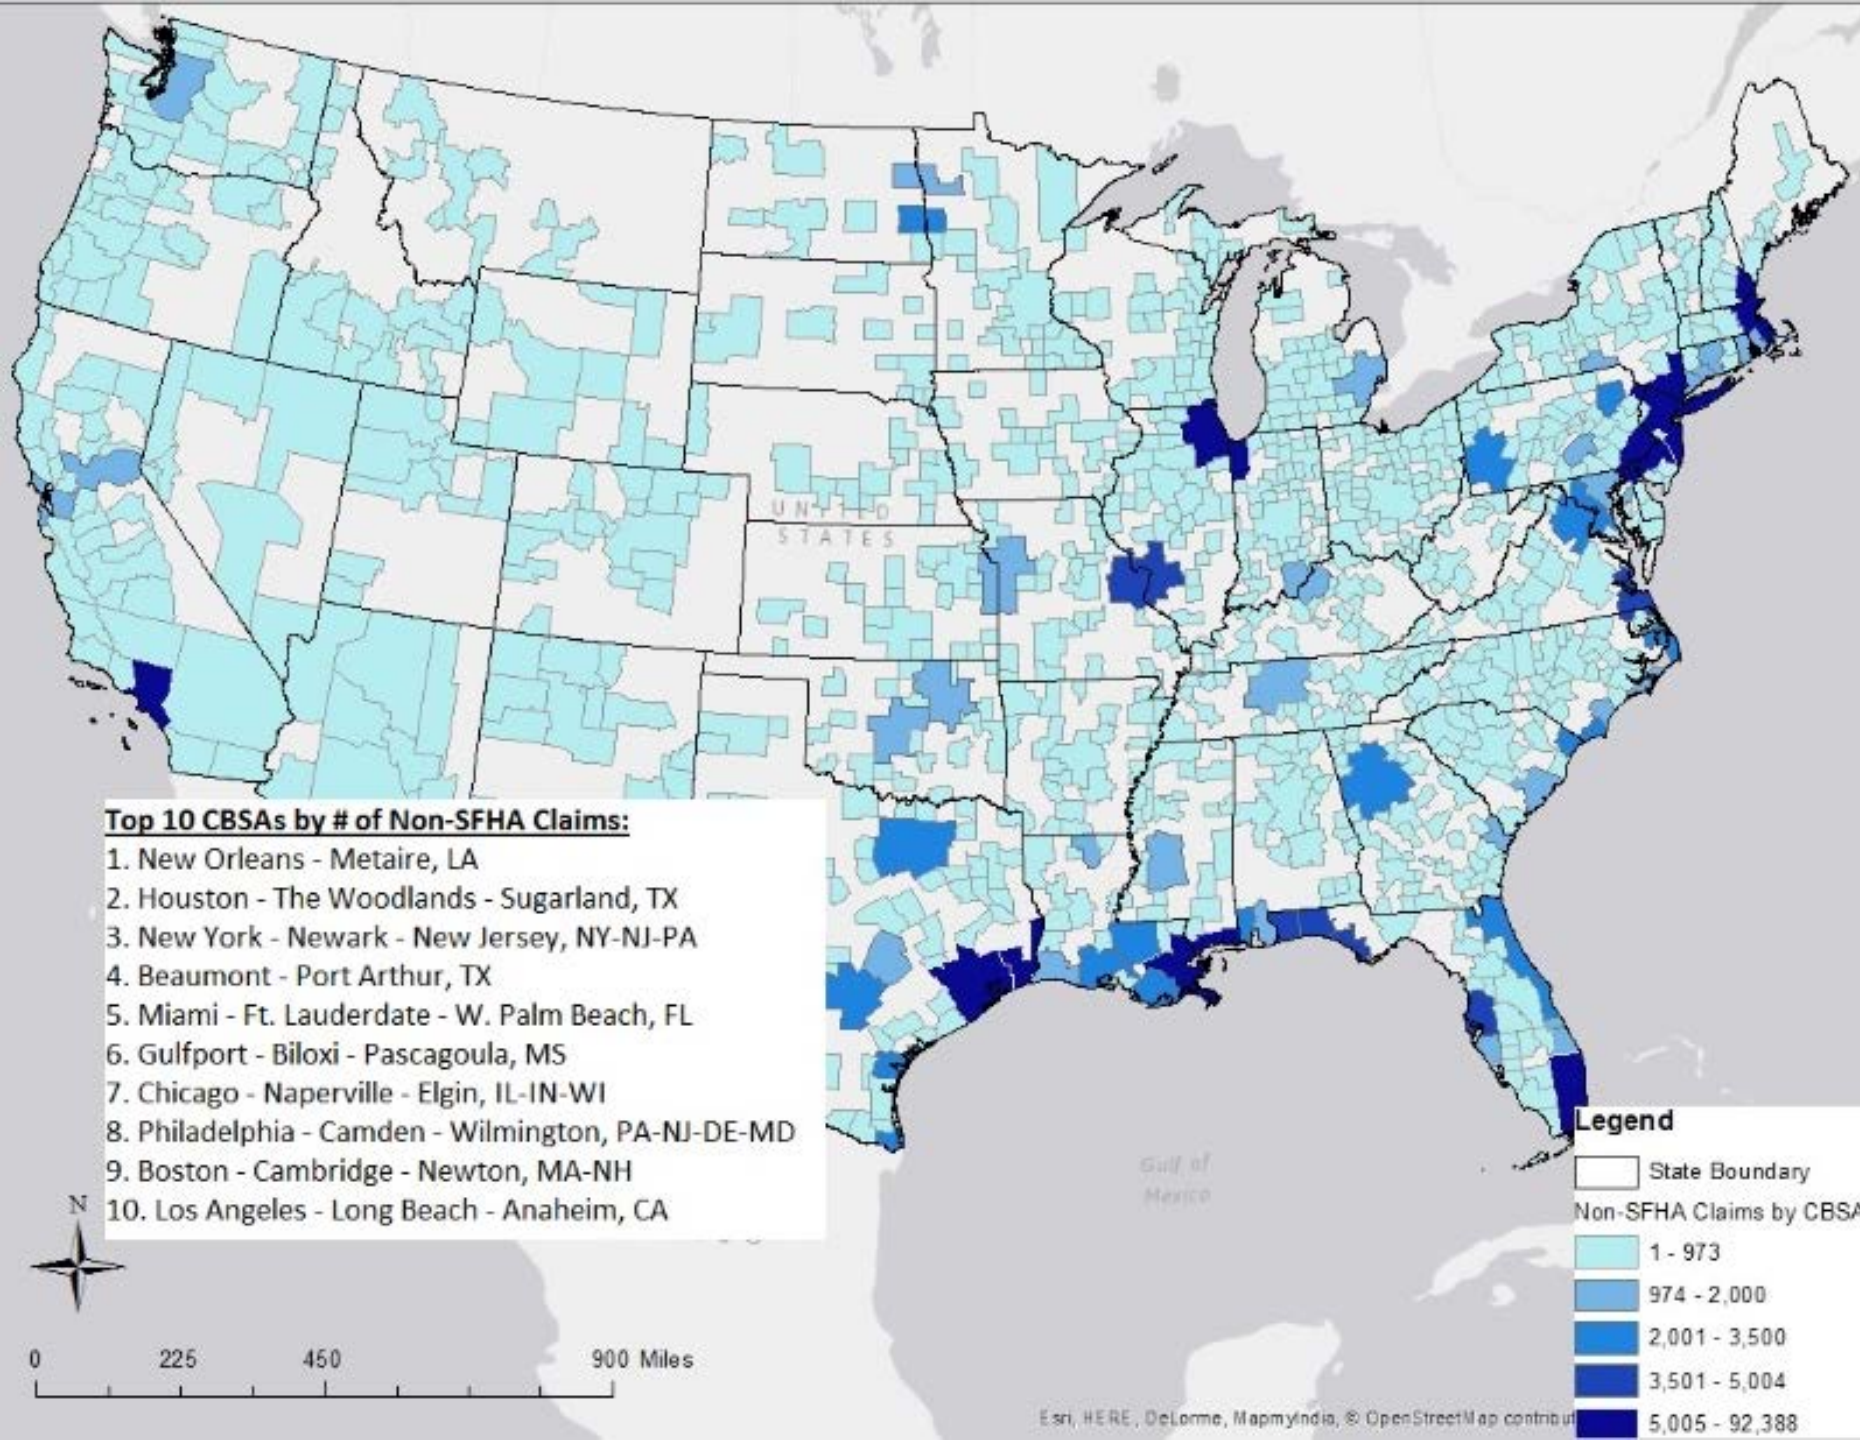 UNITED
STATES
Top 10 CBSAs by # of Non-SFHA Claims:
1. New Orleans - Metaire, LA
2. Houston - The Woodlands - Sugarland, TX
3. New York - Newark - New Jersey, NY-NJ-PA
4. Beaumont - Port Arthur, TX
5. Miami - Ft. Lauderdate - W. Palm Beach, FL
6. Gulfport - Biloxi - Pascagoula, MS
7. Chicago - Naperville - Elgin, IL-IN-WI
8. Philadelphia - Camden - Wilmington, PA-NJ-DE-MD
9. Boston - Cambridge - Newton, MA-NH
10. Los Angeles - Long Beach - Anaheim, CA
Gulf of
Mexico
N
0 225 450 900 Miles
Legend
State Boundary
Non-SFHA Claims by CBSA
1 - 973
974 - 2,000
2,001 - 3,500
3,501 - 5,004
5,005 - 92,388
Esri, HERE, DeLorme, MapmyIndia, © OpenStreetMap contribut